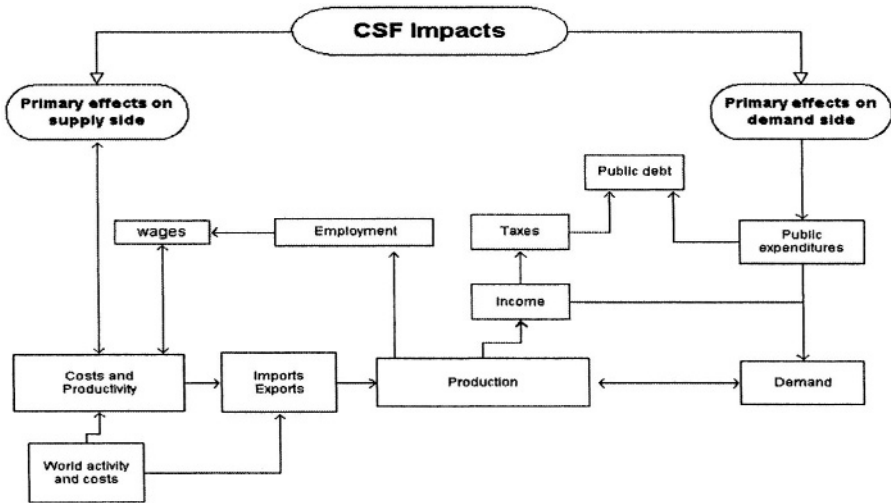 CSF Impacts
Primary effects on
supply side
Primary effects on
demand side
Public debt
wages
Employment
Taxes
Public
expenditures
Income
Costs and
Productivity
Imports
Exports
Production
Demand
World activity
and costs